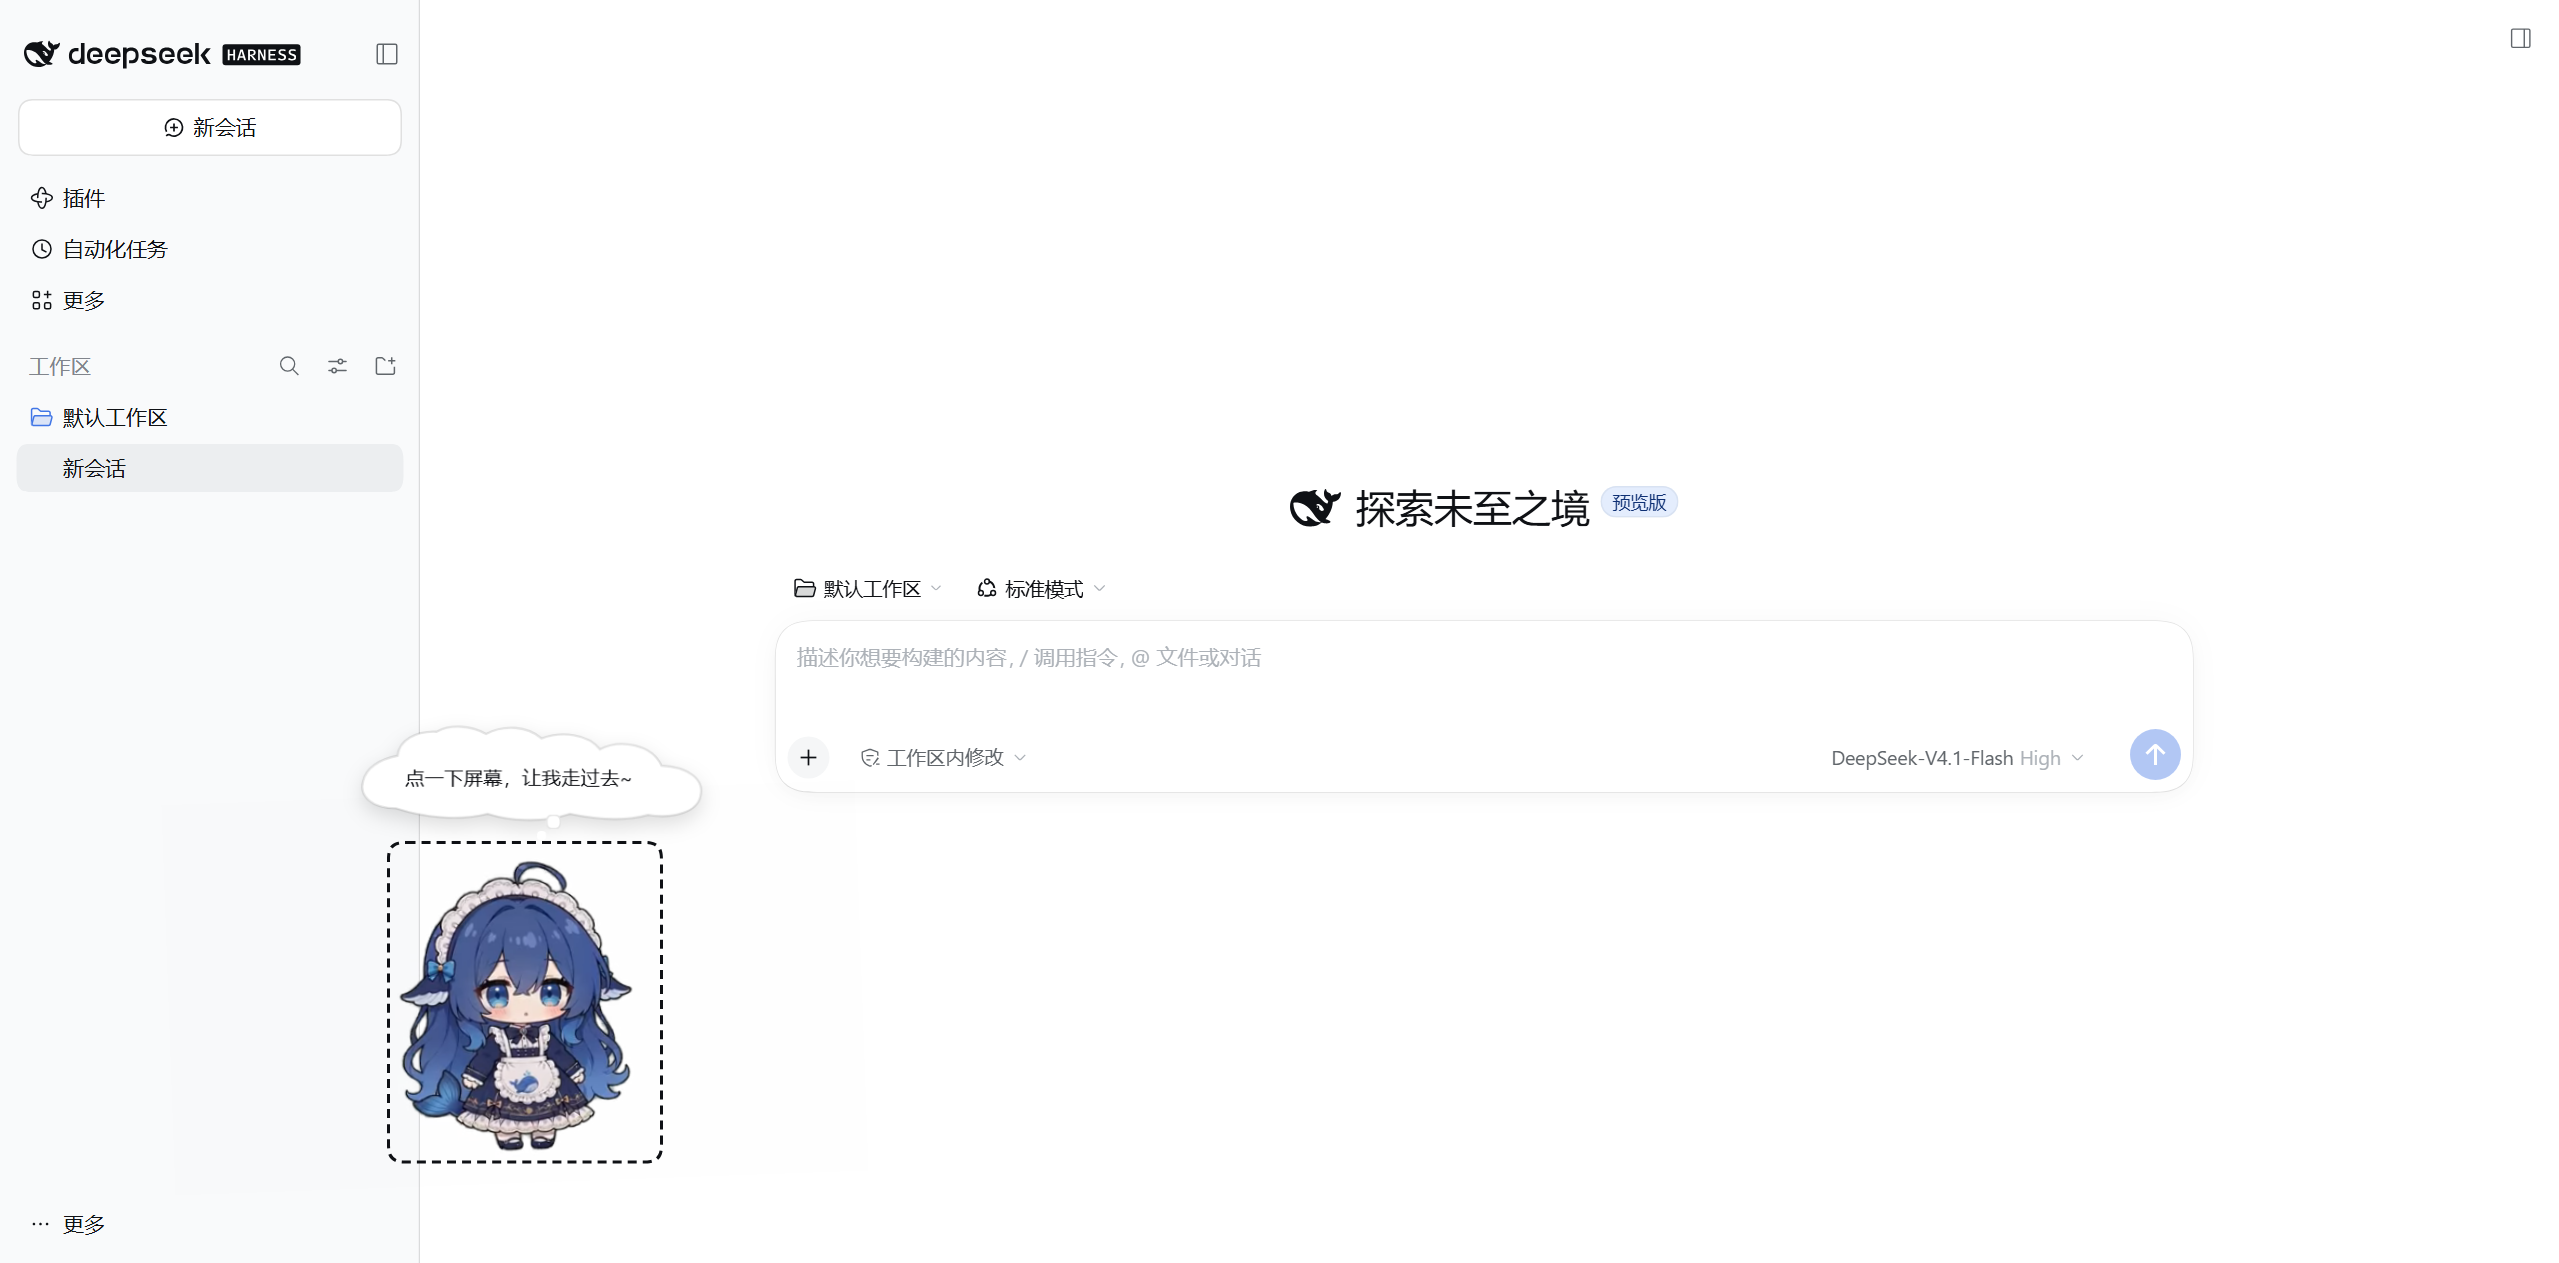 deepseek HARNESS
新会话
插件
自动化任务
更多
工作区
默认工作区
新会话
探索未至之境 预览版
默认工作区 标准模式
描述你想要构建的内容, / 调用指令, @ 文件或对话
工作区内修改 DeepSeek-V4.1-Flash High
点一下屏幕，让我走过去~
更多